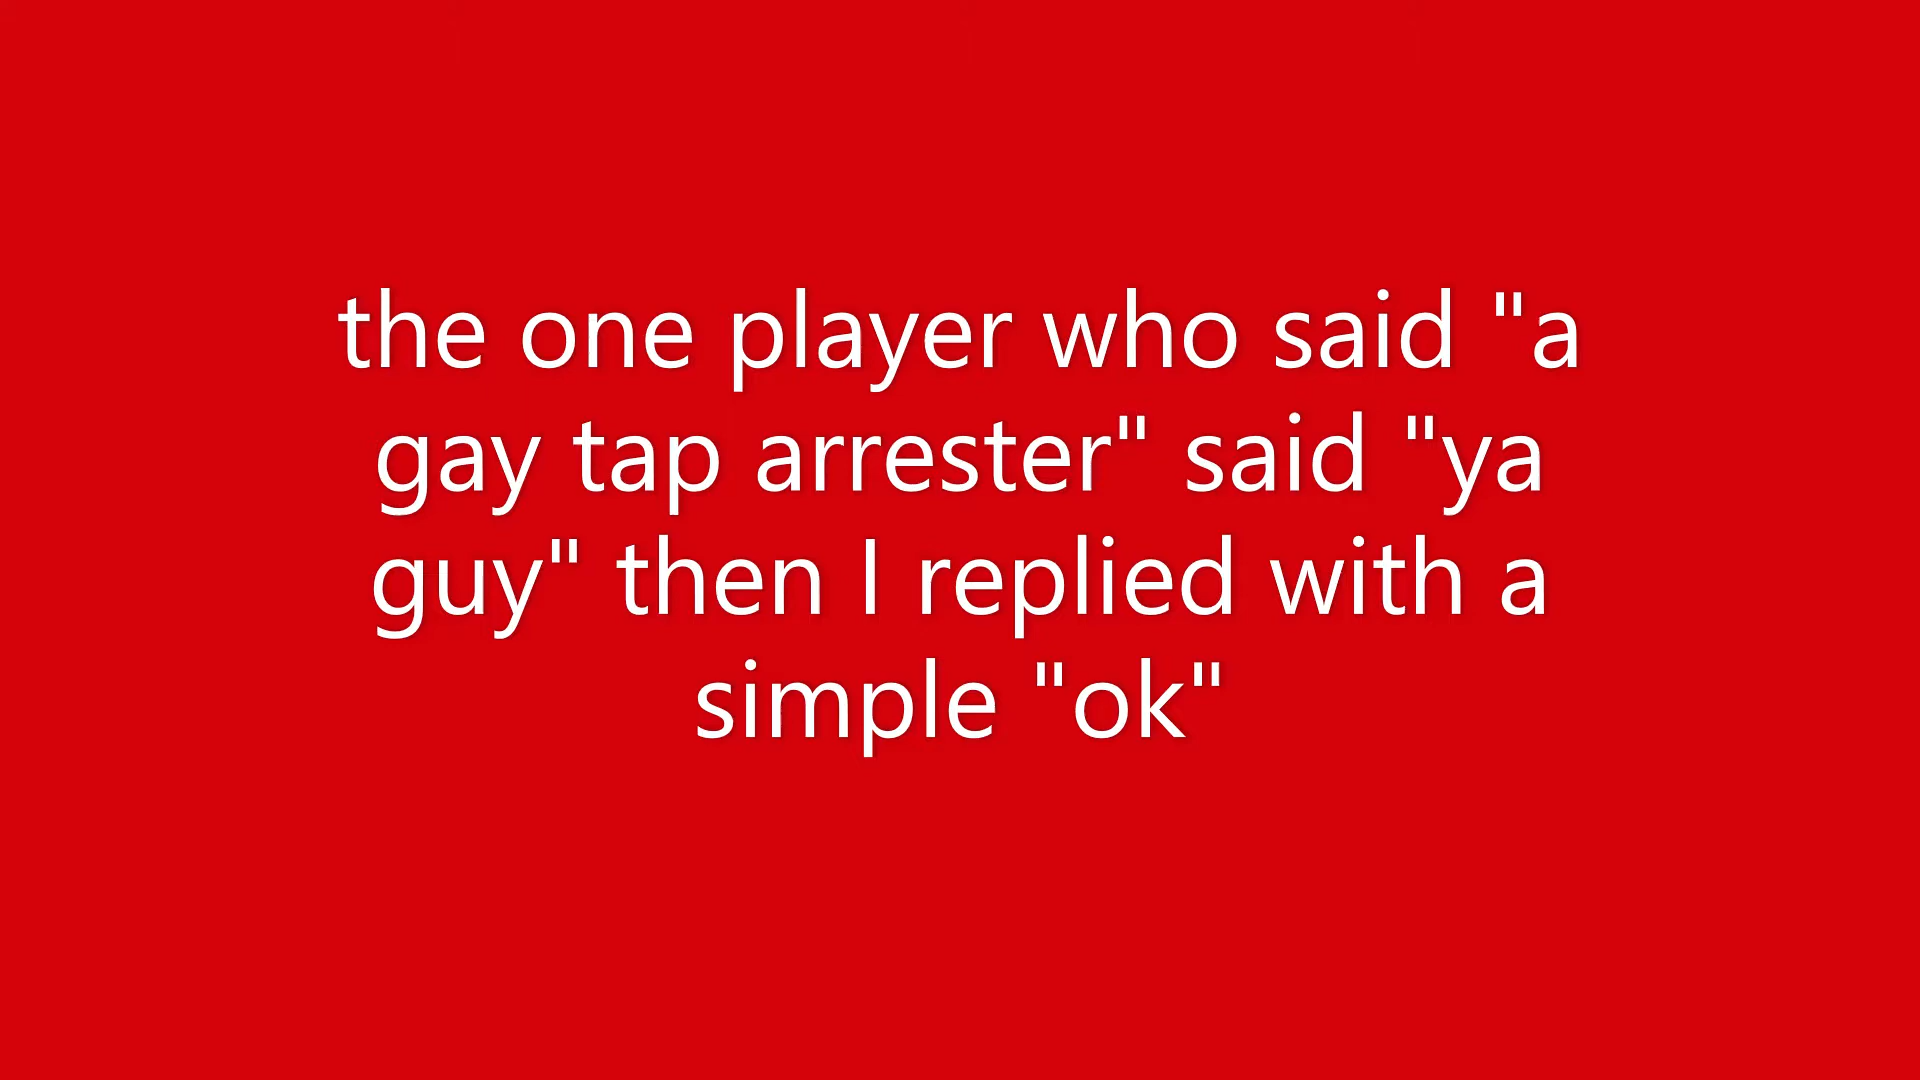 the one player who said "a
gay tap arrester" said "ya
guy" then I replied with a
simple "ok"